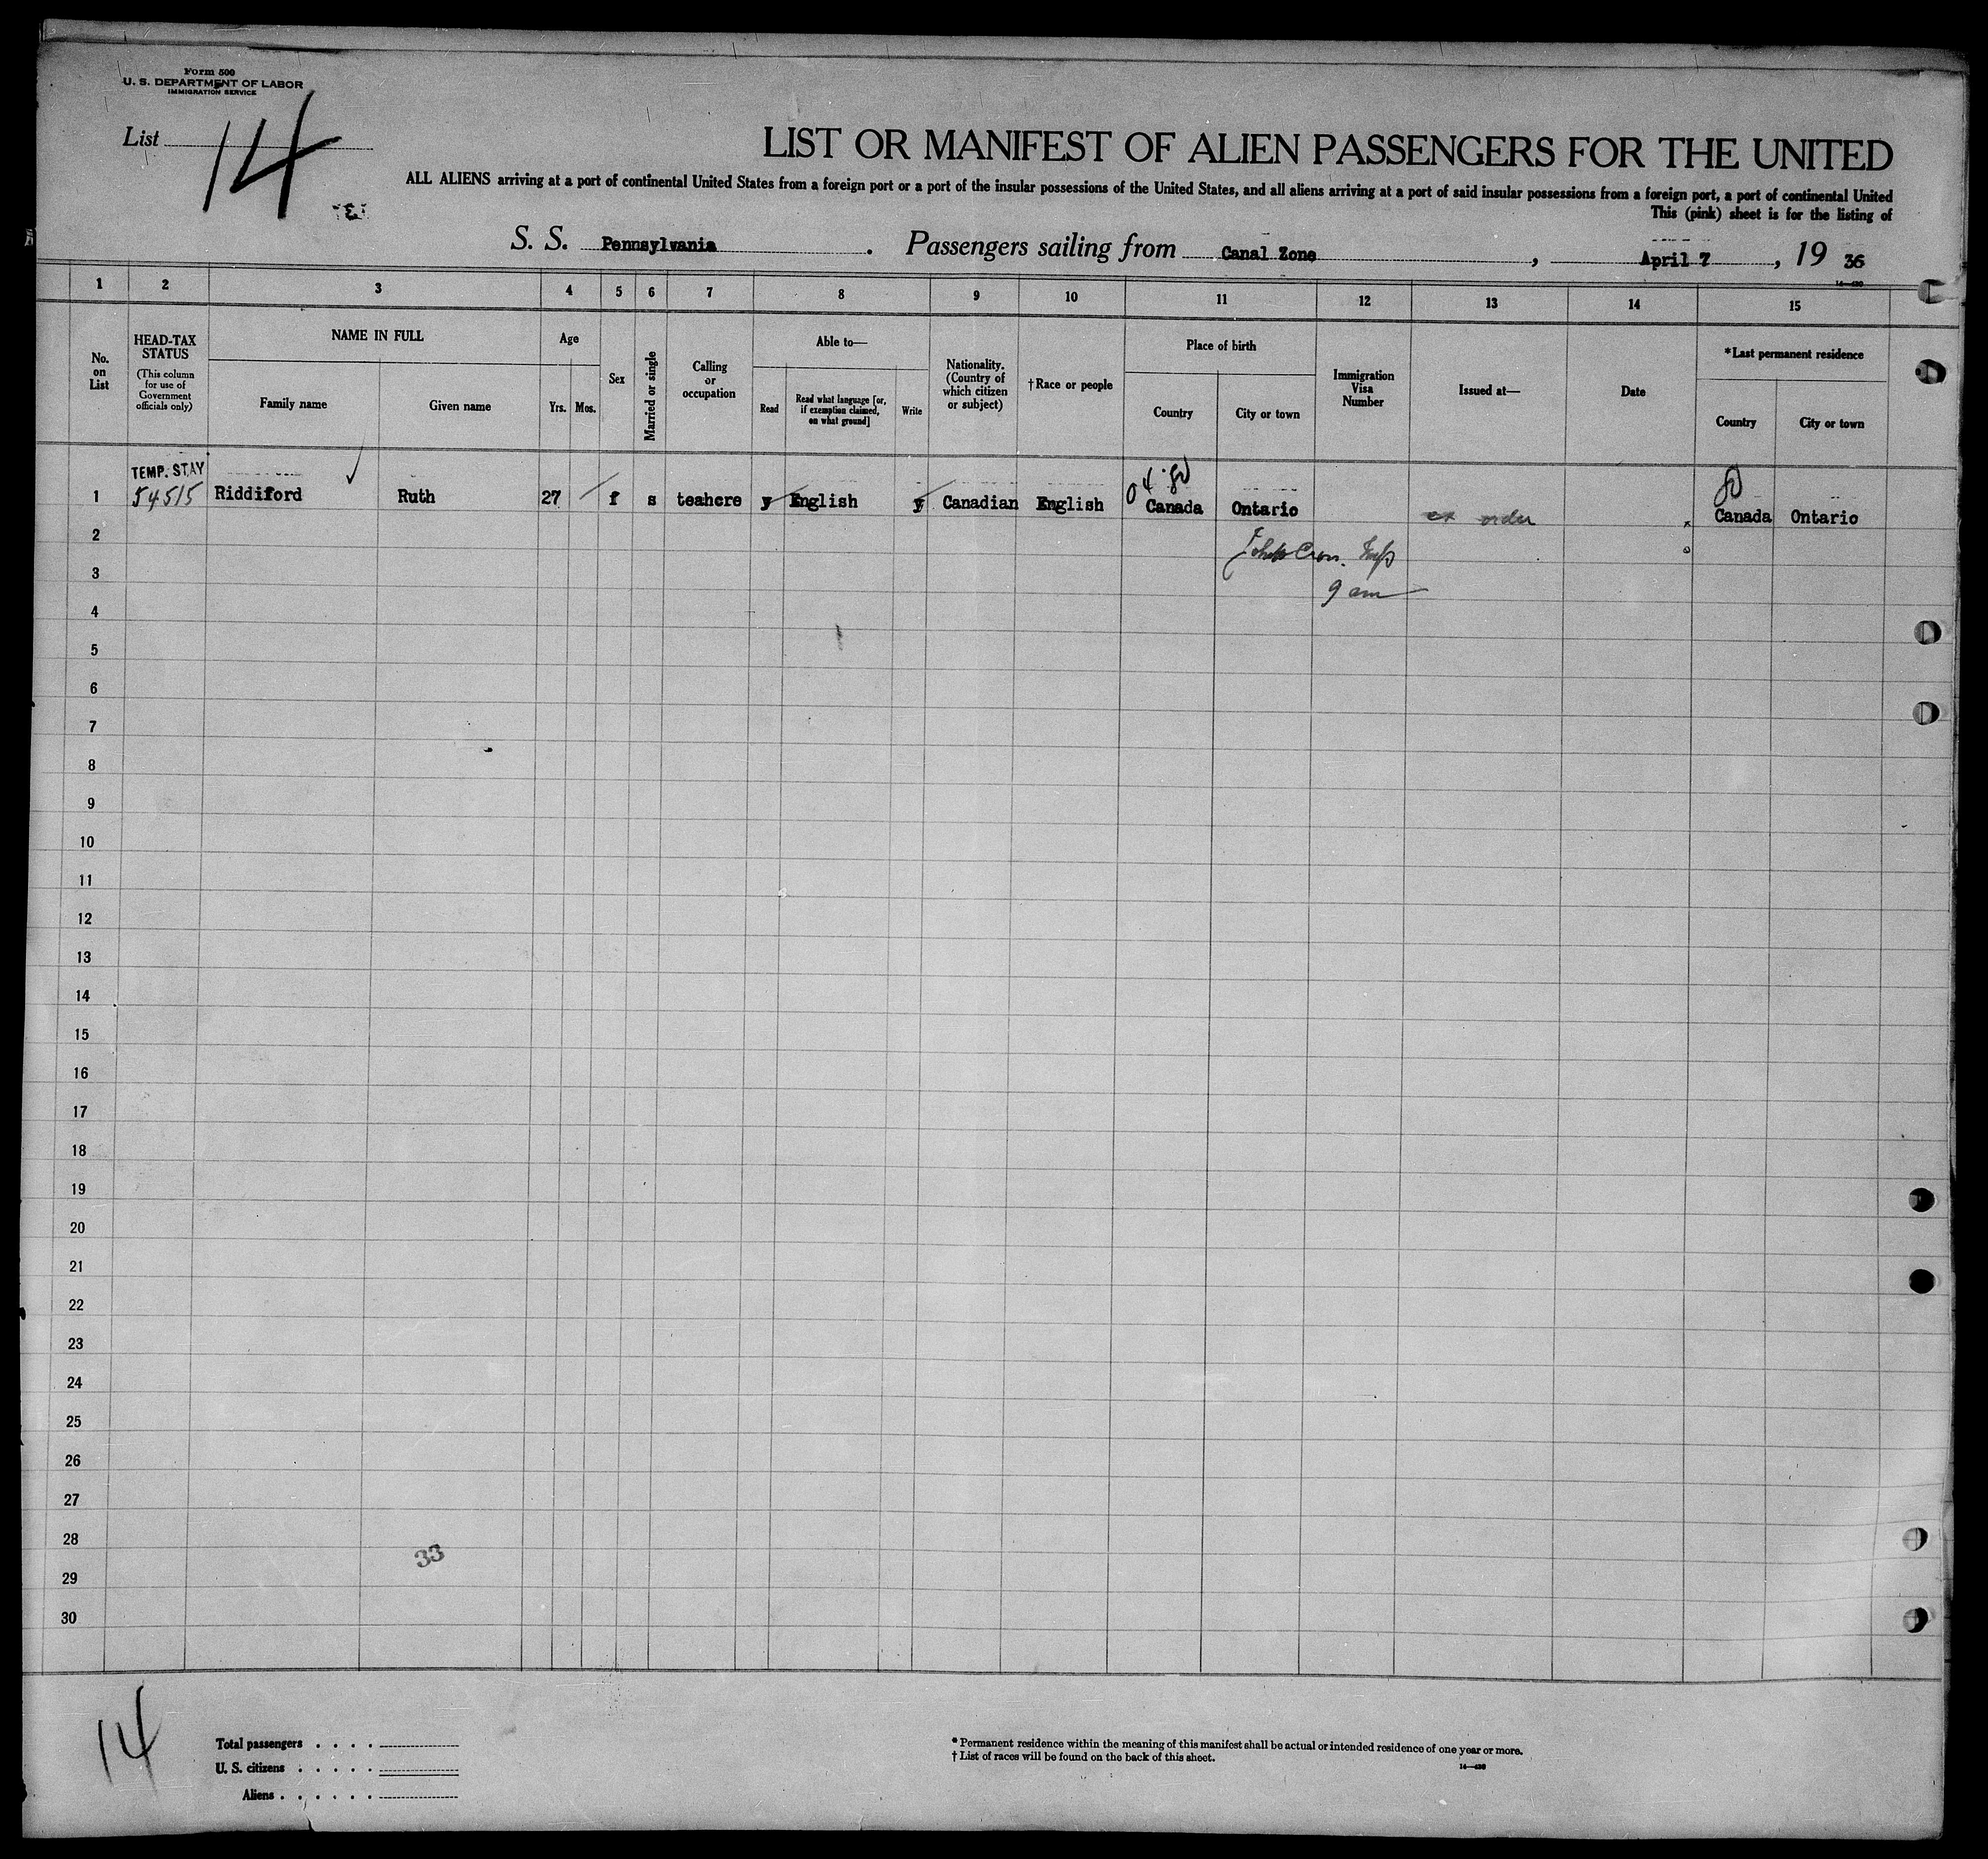 Form 500
U. S. DEPARTMENT OF LABOR
IMMIGRATION SERVICE
List 14
LIST OR MANIFEST OF ALIEN PASSENGERS FOR THE UNITED
ALL ALIENS arriving at a port of continental United States from a foreign port or a port of the insular possessions of the United States, and all aliens arriving at a port of said insular possessions from a foreign port, a port of continental United
This (pink) sheet is for the listing of
S. S. Pennsylvania . Passengers sailing from Canal Zone , April 7 , 19 36
14—430
1 2 3 4 5 6 7 8 9 10 11 12 13 14 15
No. on List
HEAD-TAX STATUS
(This column for use of Government officials only)
NAME IN FULL
Family name
Given name
Age
Yrs. Mos.
Sex
Married or single
Calling or occupation
Able to—
Read
Read what language [or, if exemption claimed, on what ground]
Write
Nationality. (Country of which citizen or subject)
†Race or people
Place of birth
Country
City or town
Immigration Visa Number
Issued at—
Date
*Last permanent residence
Country
City or town
TEMP. STAY
04 80
80
1 54515 Riddiford Ruth 27 f s teahcre y English y Canadian English Canada Ontario ex order Canada Ontario
2
3
9 am
4
5
6
7
8
9
10
11
12
13
14
15
16
17
18
19
20
21
22
23
24
25
26
27
28
33
29
30
14
Total passengers . . . .
U. S. citizens . . . . .
Aliens . . . . . .
* Permanent residence within the meaning of this manifest shall be actual or intended residence of one year or more.
† List of races will be found on the back of this sheet.
14—430